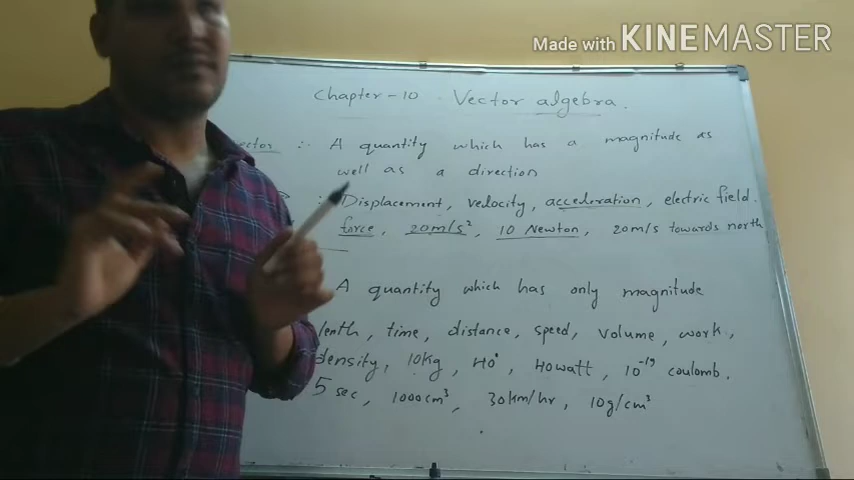 Made with KINEMASTER
Chapter-10 . Vector algebra.
ector :- A quantity which has a magnitude as
well as a direction
: Displacement, velocity, acceleration, electric field.
force, 20m/s², 10 Newton, 20m/s towards north
A quantity which has only magnitude
lenth, time, distance, speed, volume, work,
density, 10kg, 40°, 40watt, 10⁻¹⁹ coulomb.
5 sec, 1000cm³, 30km/hr, 10g/cm³